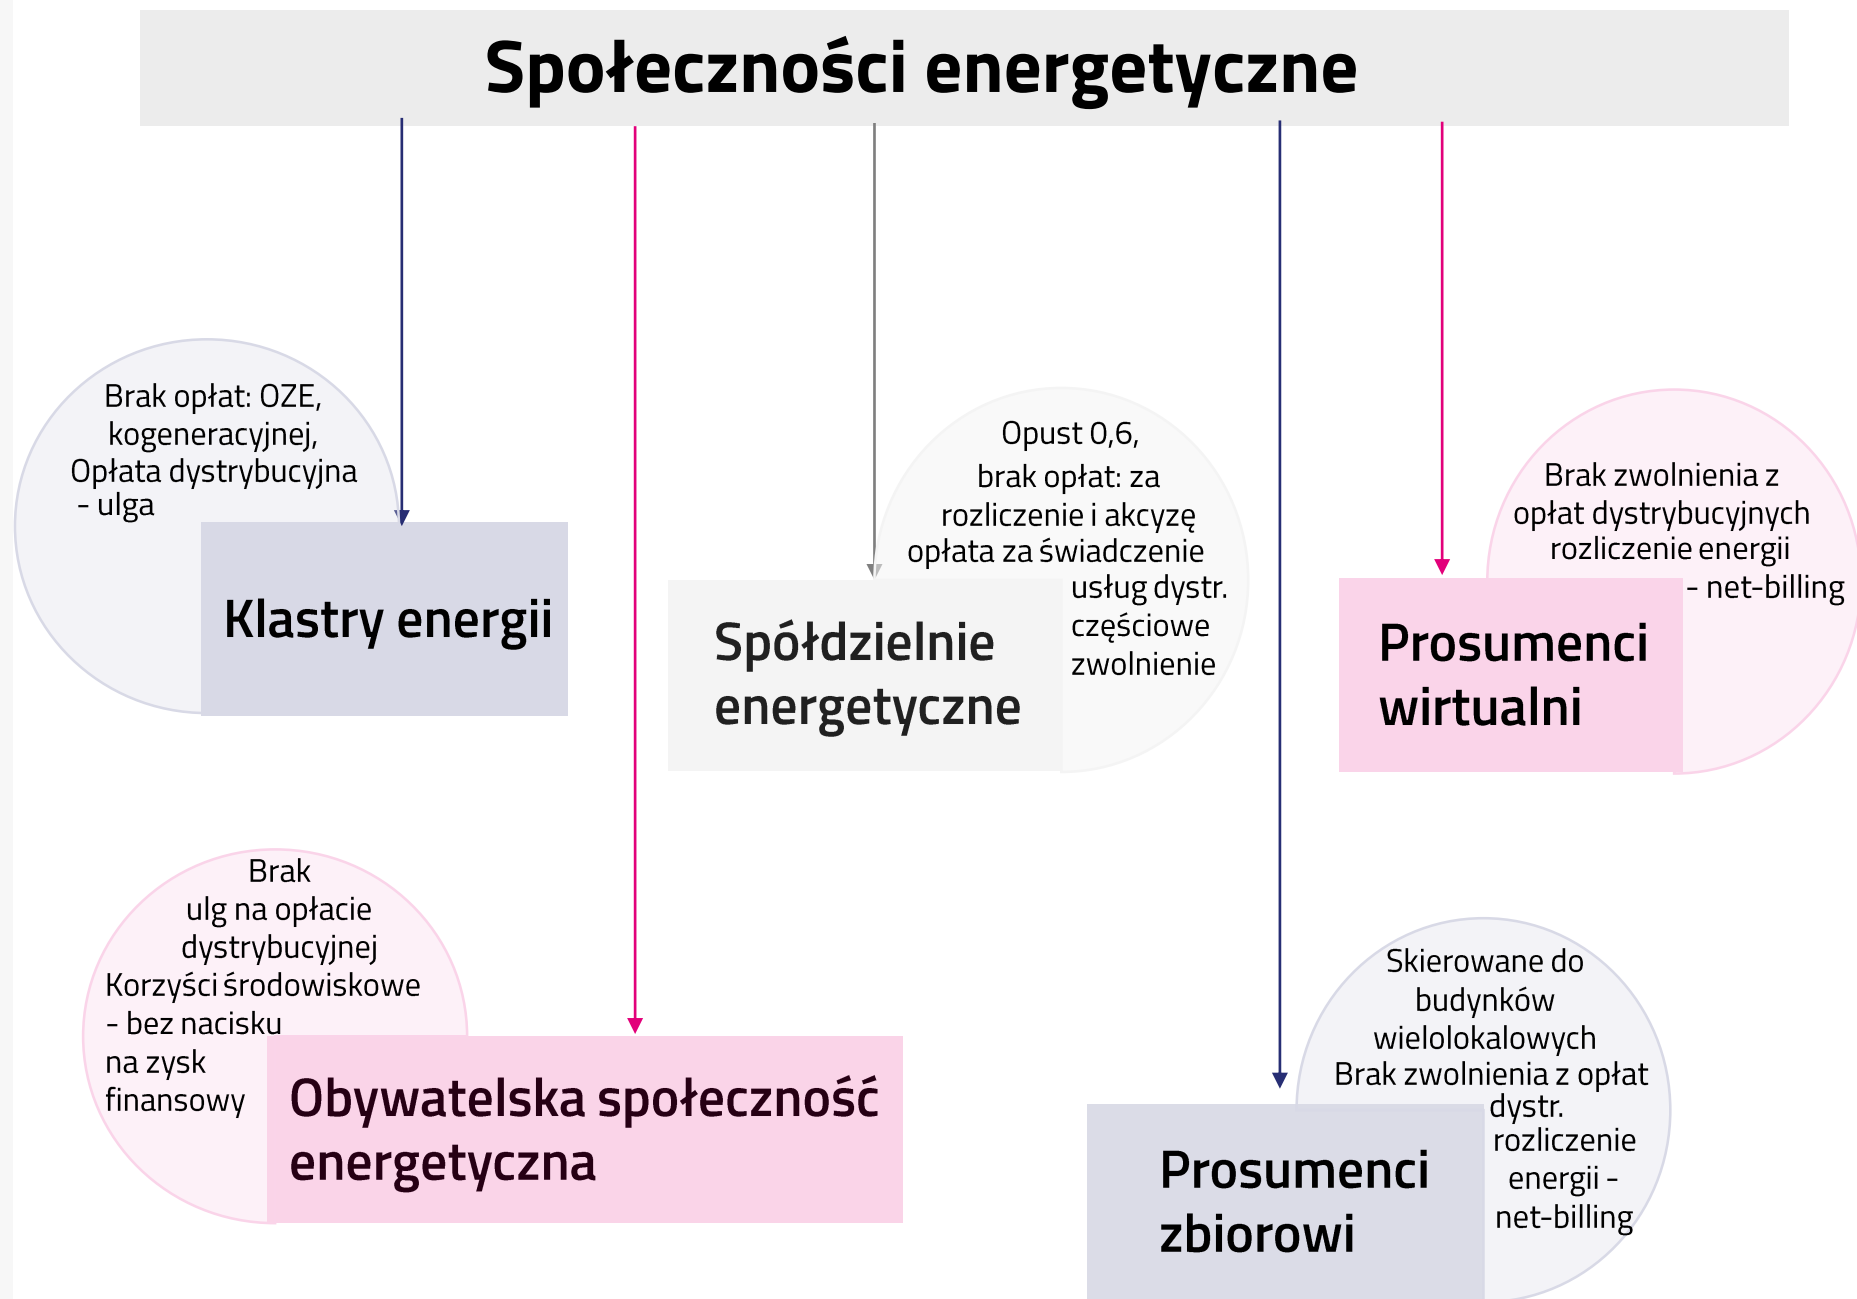 Społeczności energetyczne
Brak opłat: OZE,
kogeneracyjnej,
Opłata dystrybucyjna
- ulga
Klastry energii
Opust 0,6,
brak opłat: za
rozliczenie i akcyzę
opłata za świadczenie
usług dystr.
częściowe
zwolnienie
Spółdzielnie
energetyczne
Brak zwolnienia z
opłat dystrybucyjnych
rozliczenie energii
- net-billing
Prosumenci
wirtualni
Brak
ulg na opłacie
dystrybucyjnej
Korzyści środowiskowe
- bez nacisku
na zysk
finansowy
Obywatelska społeczność
energetyczna
Skierowane do
budynków
wielolokalowych
Brak zwolnienia z opłat
dystr.
rozliczenie
energii -
net-billing
Prosumenci
zbiorowi